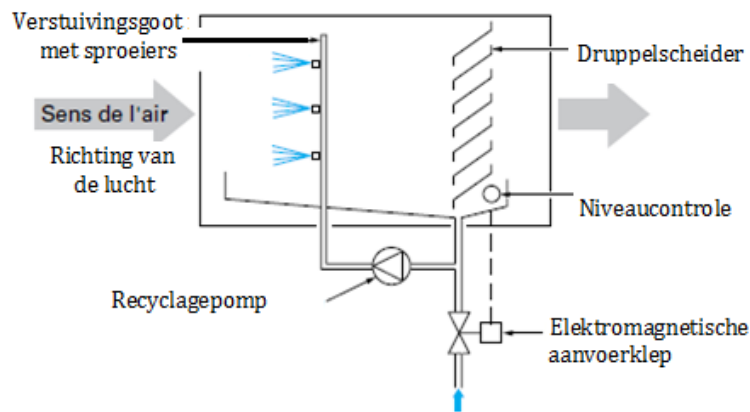 Verstuivingsgoot
met sproeiers
Druppelscheider
Sens de l'air
Richting van
de lucht
Niveaucontrole
Recyclagepomp
Elektromagnetische
aanvoerklep